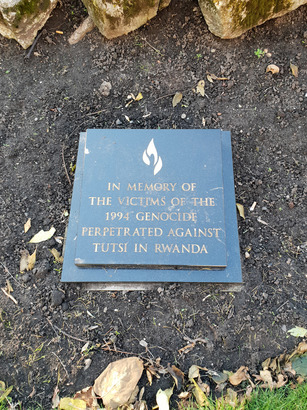 IN MEMORY OF
THE VICTIMS OF THE
1994 GENOCIDE
PERPETRATED AGAINST
TUTSI IN RWANDA